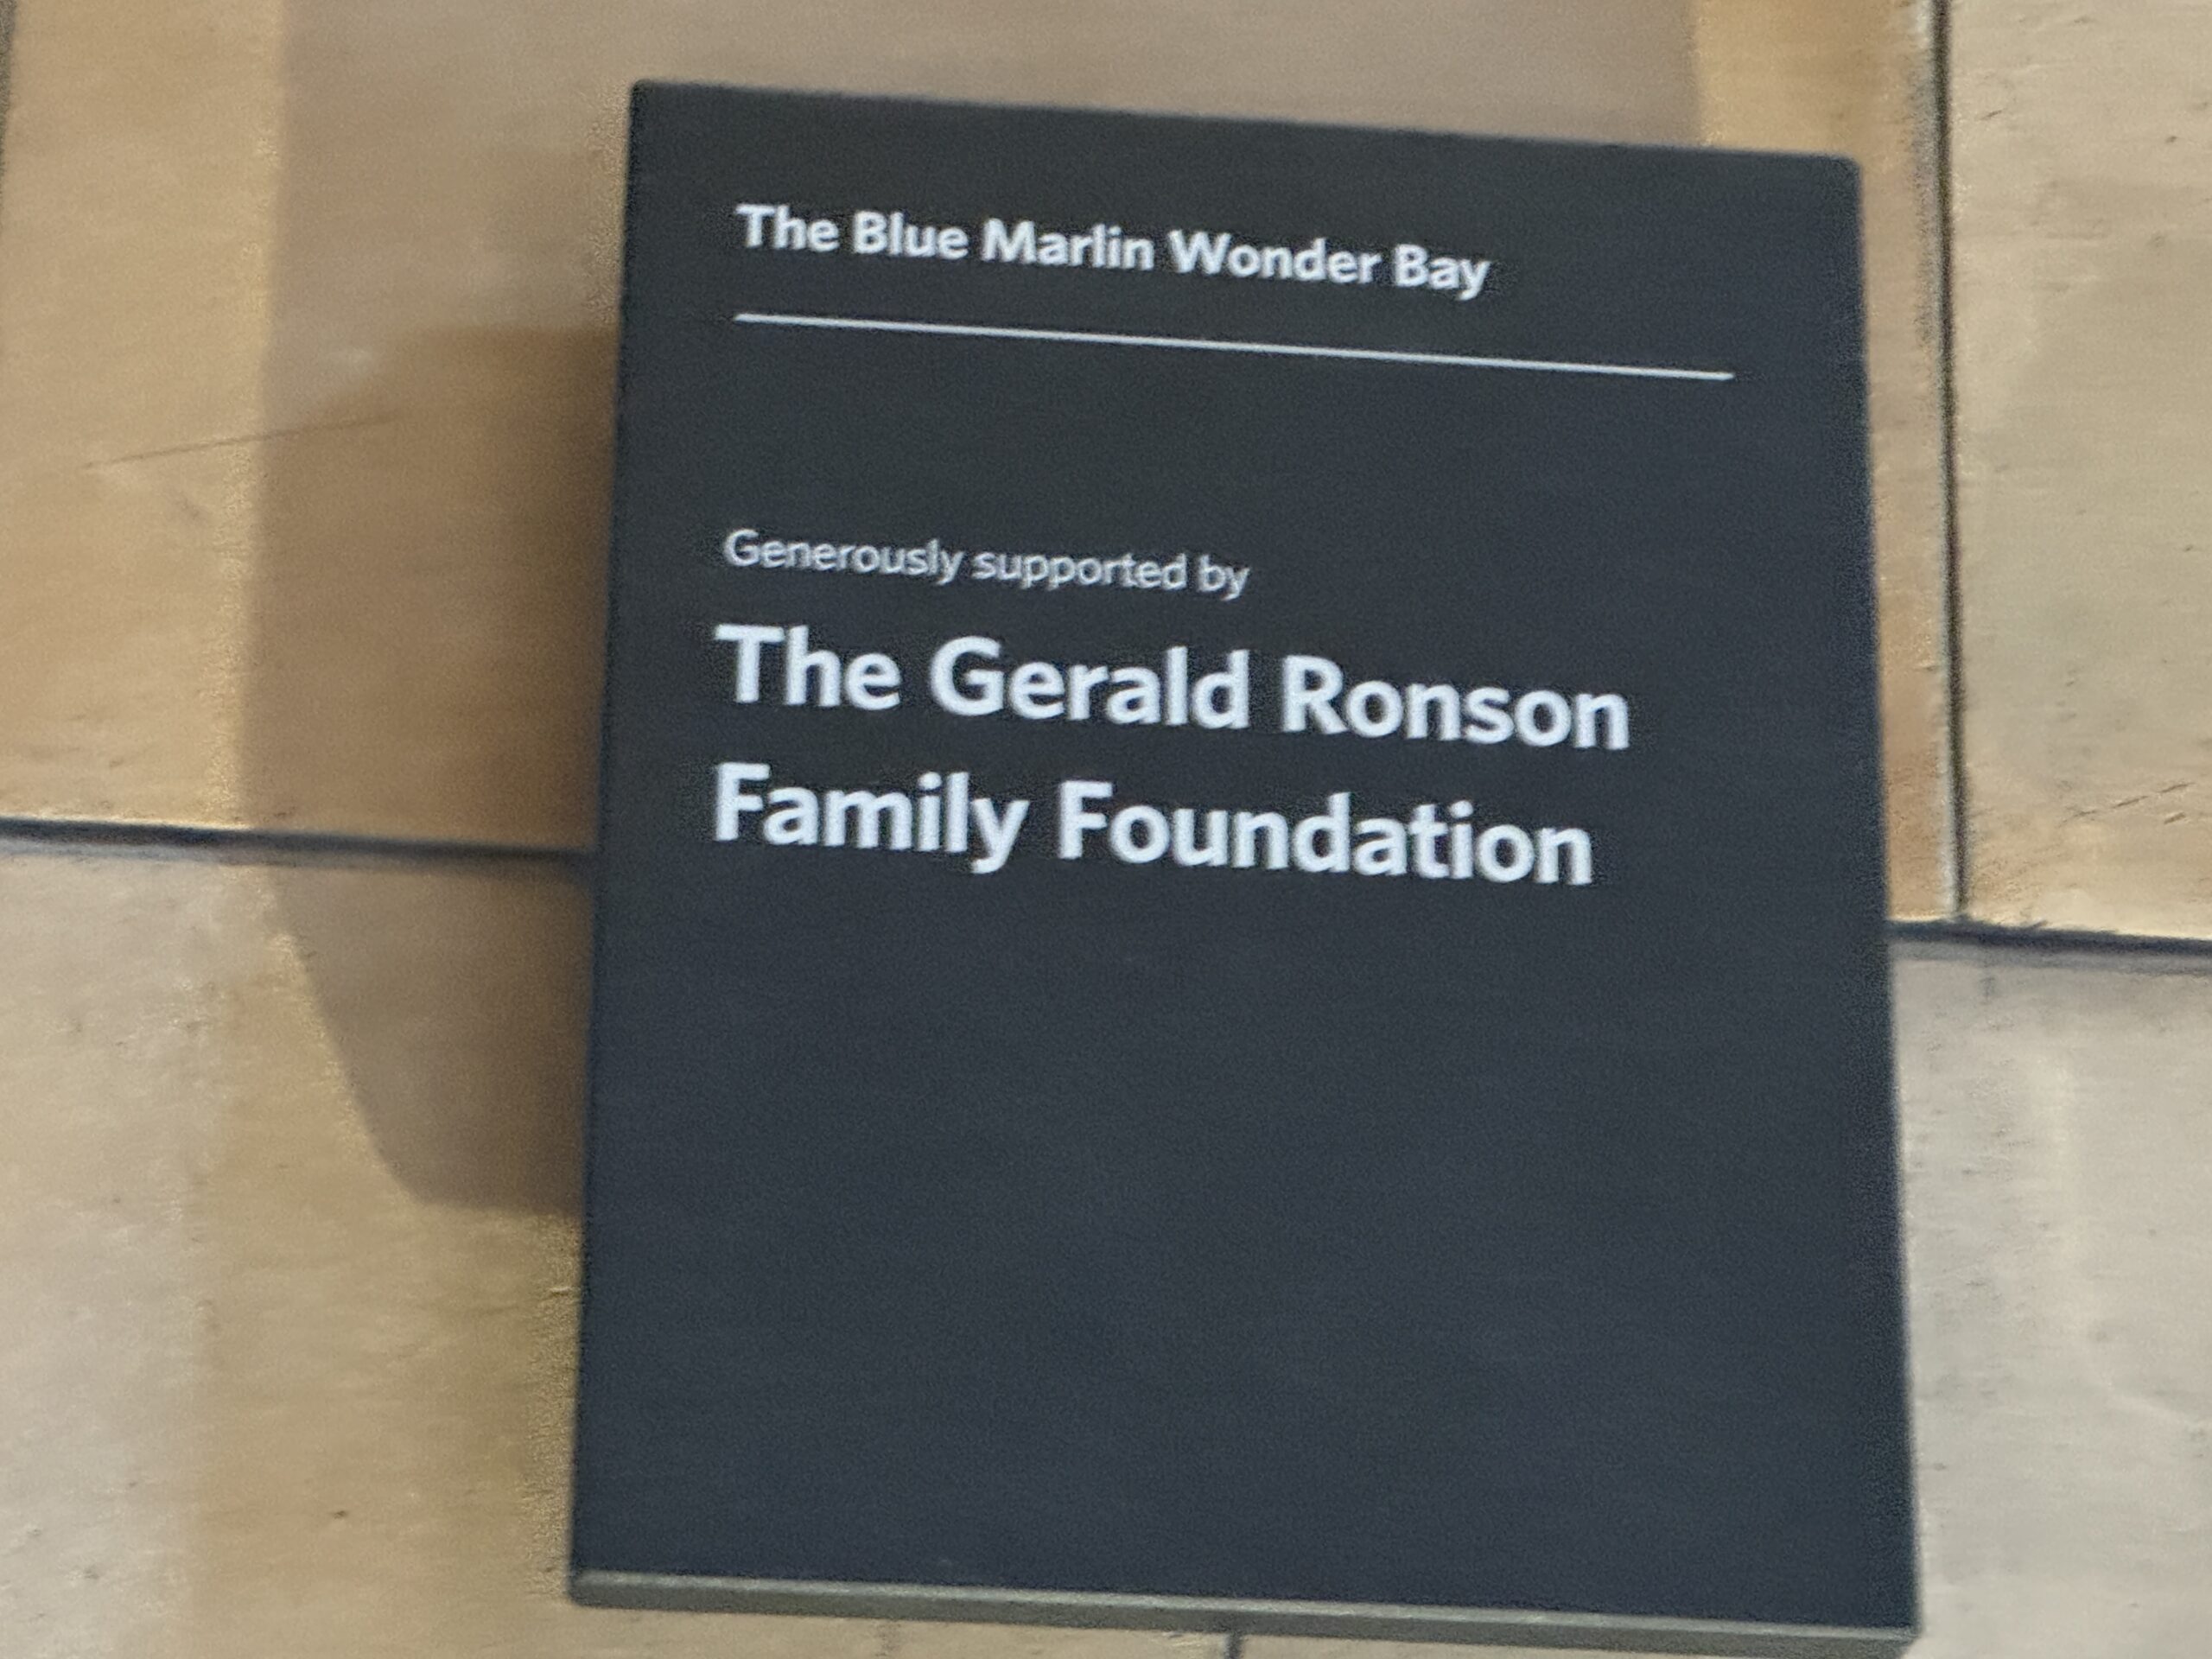 The Blue Marlin Wonder Bay
Generously supported by
The Gerald Ronson
Family Foundation